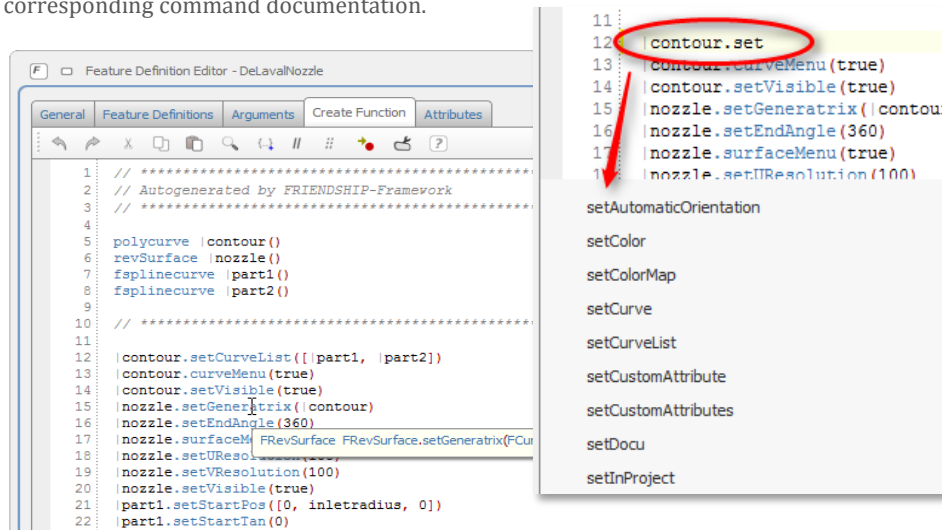 corresponding command documentation.
Feature Definition Editor - DeLavalNozzle
General Feature Definitions Arguments Create Function Attributes
1 // **************************************************
2 // Autogenerated by FRIENDSHIP-Framework
3 // **************************************************
4
5 polycurve |contour()
6 revSurface |nozzle()
7 fsplinecurve |part1()
8 fsplinecurve |part2()
9
10 // **************************************************
11
12 |contour.setCurveList([|part1, |part2])
13 |contour.curveMenu(true)
14 |contour.setVisible(true)
15 |nozzle.setGeneratrix(|contour)
16 |nozzle.setEndAngle(360)
17 |nozzle.surfaceM
FRevSurface FRevSurface.setGeneratrix(FCur
18
19 |nozzle.setVResolution(100)
20 |nozzle.setVisible(true)
21 |part1.setStartPos([0, inletradius, 0])
22 |part1.setStartTan(0)
11
12 |contour.set
13 |contour.curveMenu(true)
14 |contour.setVisible(true)
15 |nozzle.setGeneratrix(|contour
16 |nozzle.setEndAngle(360)
17 |nozzle.surfaceMenu(true)
|nozzle.setUResolution(100)
setAutomaticOrientation
setColor
setColorMap
setCurve
setCurveList
setCustomAttribute
setCustomAttributes
setDocu
setInProject